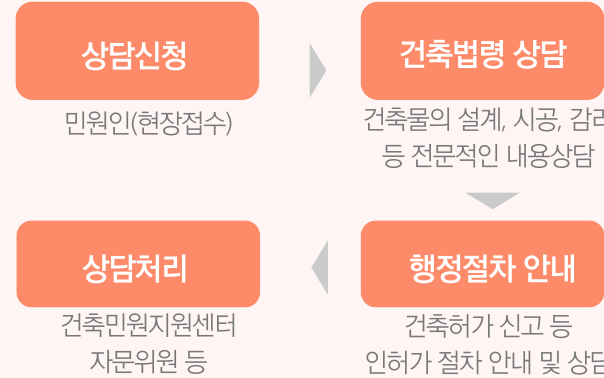 상담신청
민원인(현장접수)
건축법령 상담
건축물의 설계, 시공, 감리
등 전문적인 내용상담
행정절차 안내
건축허가 신고 등
인허가 절차 안내 및 상담
상담처리
건축민원지원센터
자문위원 등